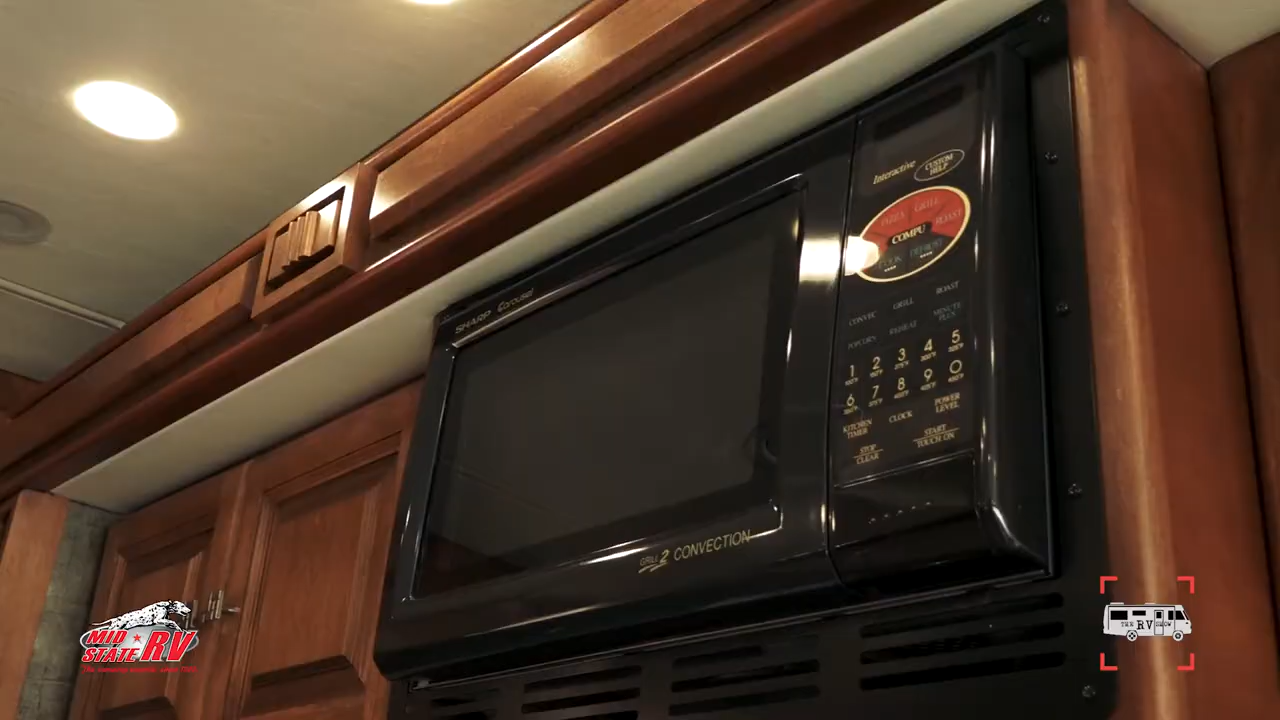 Interactive
CUSTOM
HELP
PIZZA GRILL
ROAST
COMPU
COOK DEFROST
SHARP Carousel
CONVEC GRILL ROAST
POPCORN REPEAT MINUTE
PLUS
1 2 3 4 5
6 7 8 9 0
KITCHEN
TIMER
CLOCK
POWER
LEVEL
STOP
CLEAR
START
TOUCH ON
GRILL 2 CONVECTION
MID
STATE RV
THE RV SHOW